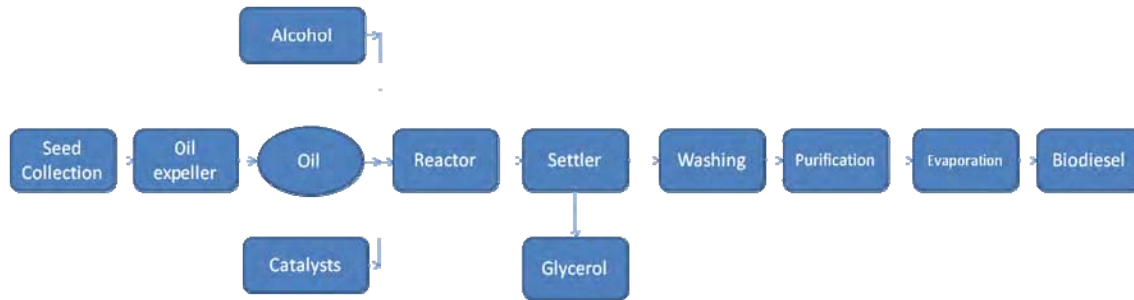 Alcohol
Seed
Collection
Oil
expeller
Oil
Reactor
Settler
Washing
Purification
Evaporation
Biodiesel
Catalysts
Glycerol